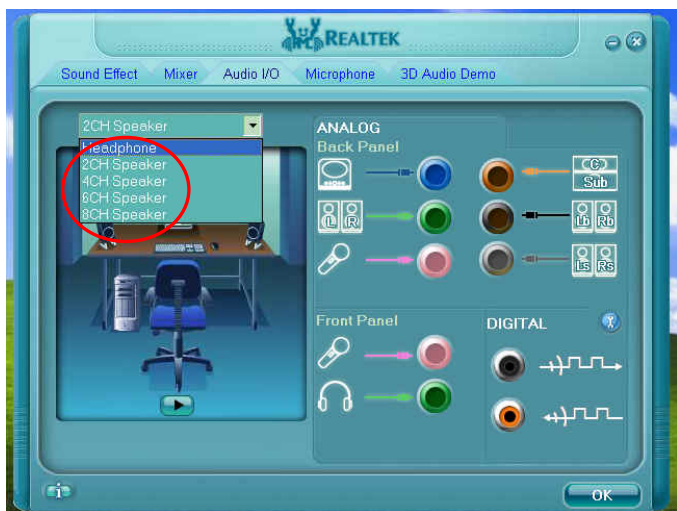 REALTEK
Sound Effect
Mixer
Audio I/O
Microphone
3D Audio Demo
2CH Speaker
Headphone
2CH Speaker
4CH Speaker
6CH Speaker
8CH Speaker
ANALOG
Back Panel
C
Sub
L R
Lb Rb
Ls Rs
Front Panel
DIGITAL
i
OK